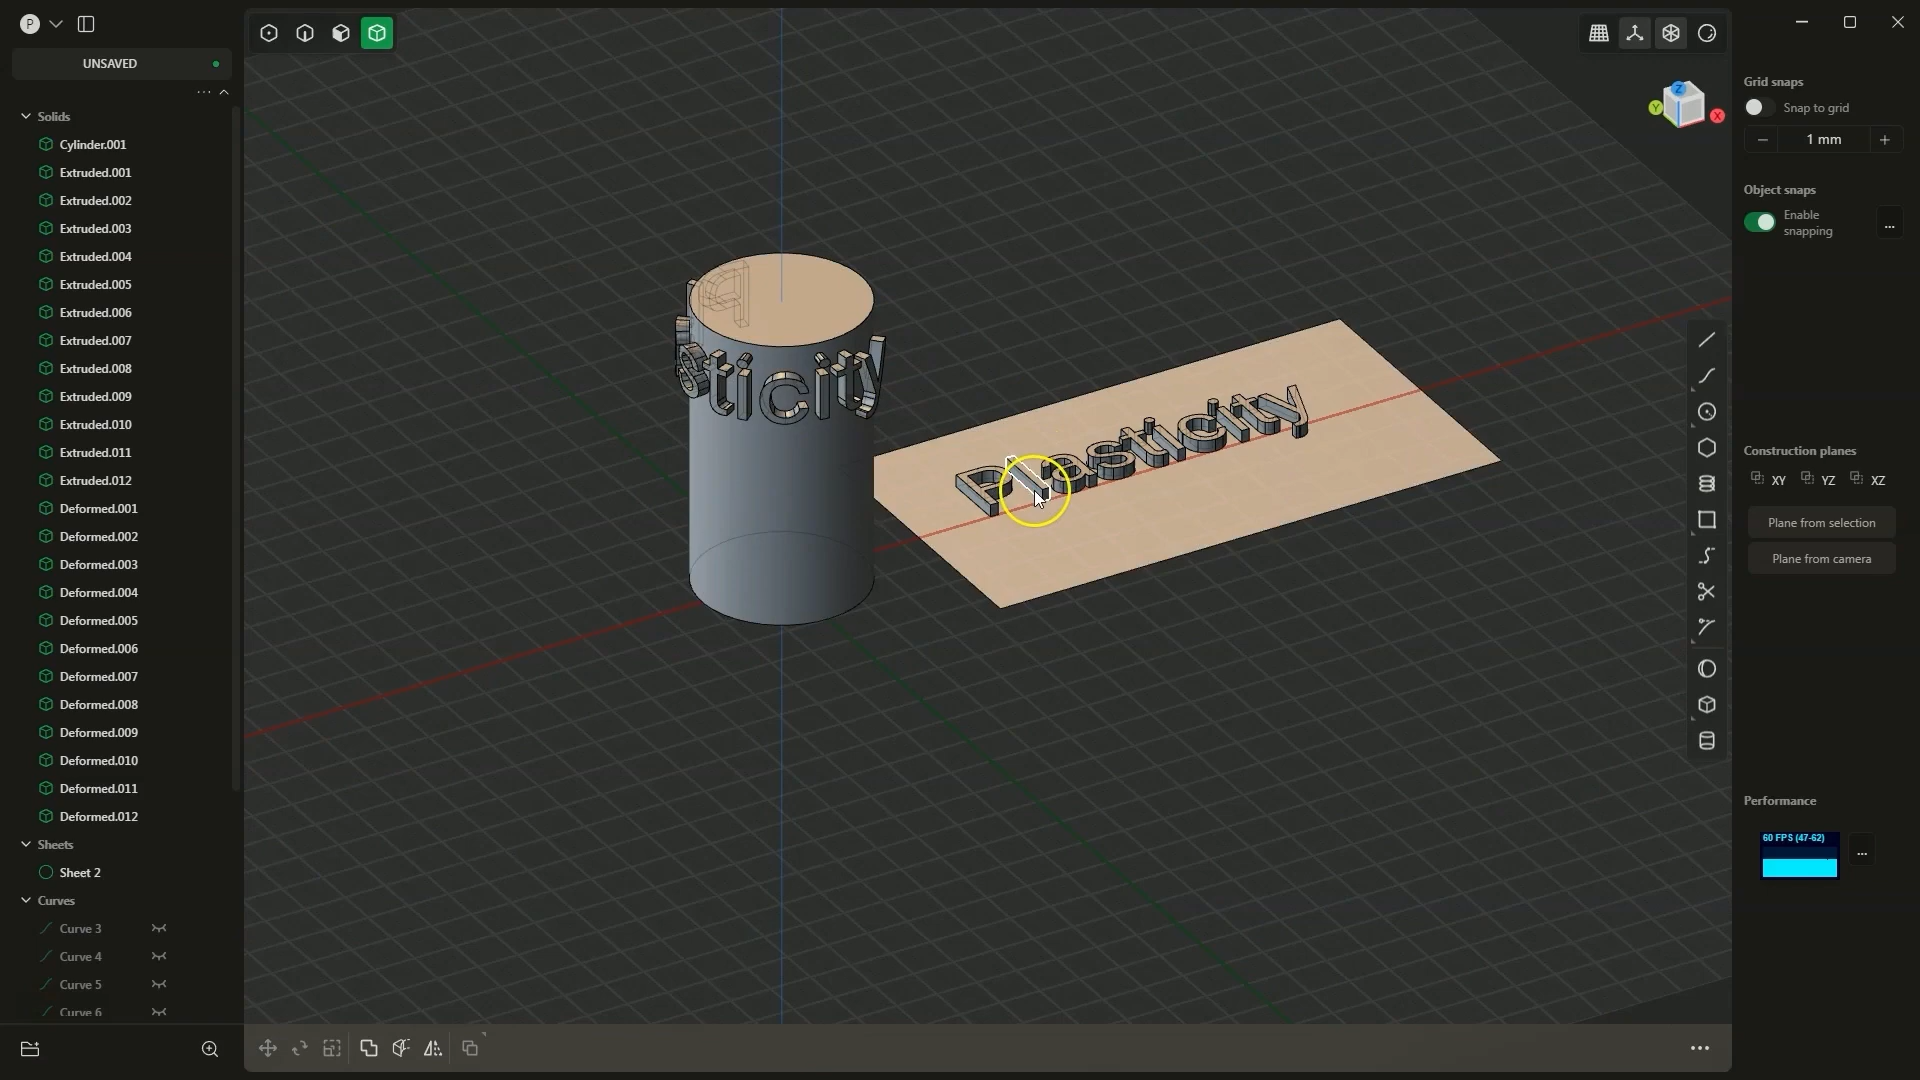 P
UNSAVED
...
Solids
Cylinder.001
Extruded.001
Extruded.002
Extruded.003
Extruded.004
Extruded.005
Extruded.006
Extruded.007
Extruded.008
Extruded.009
Extruded.010
Extruded.011
Extruded.012
Deformed.001
Deformed.002
Deformed.003
Deformed.004
Deformed.005
Deformed.006
Deformed.007
Deformed.008
Deformed.009
Deformed.010
Deformed.011
Deformed.012
Sheets
Sheet 2
Curves
Curve 3
Curve 4
Curve 5
Curve 6
P
sticity
Plasticity
Z
Y
X
Grid snaps
Snap to grid
1 mm
Object snaps
Enable
snapping
...
Construction planes
XY YZ XZ
Plane from selection
Plane from camera
Performance
60 FPS (47-62)
...